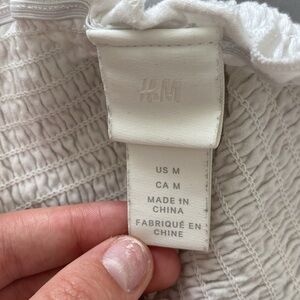 H&M
US M
CA M
MADE IN
CHINA
FABRIQUÉ EN
CHINE